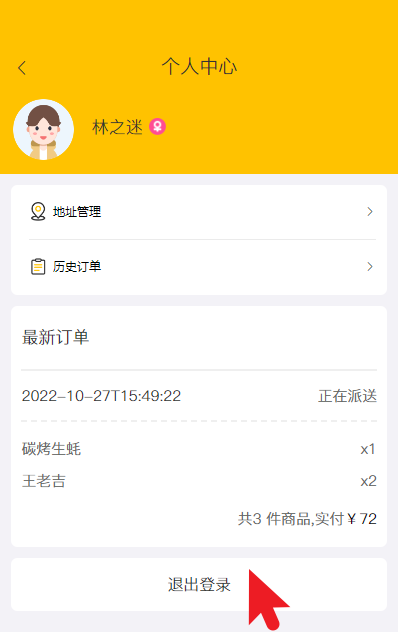 个人中心
林之迷
地址管理
历史订单
最新订单
2022-10-27T15:49:22 正在派送
碳烤生蚝 x1
王老吉 x2
共3 件商品,实付￥72
退出登录